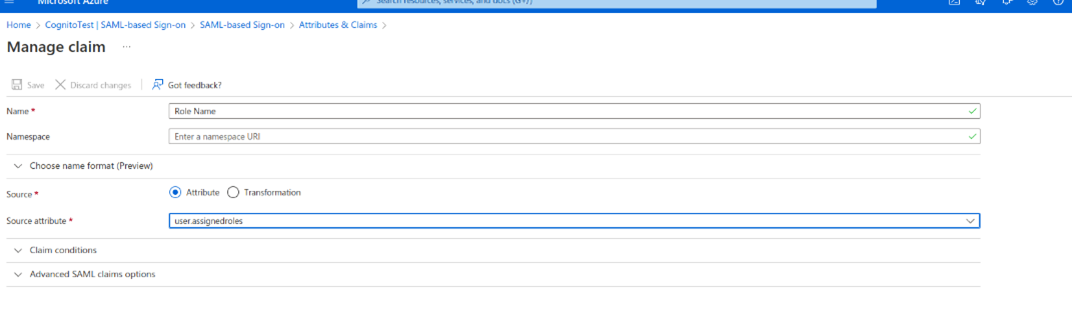 Microsoft Azure
Search resources, services, and docs (G+/)
Home > CognitoTest | SAML-based Sign-on > SAML-based Sign-on > Attributes & Claims >
Manage claim ...
Save Discard changes Got feedback?
Name * Role Name
Namespace Enter a namespace URI
Choose name format (Preview)
Source * Attribute Transformation
Source attribute * user.assignedroles
Claim conditions
Advanced SAML claims options